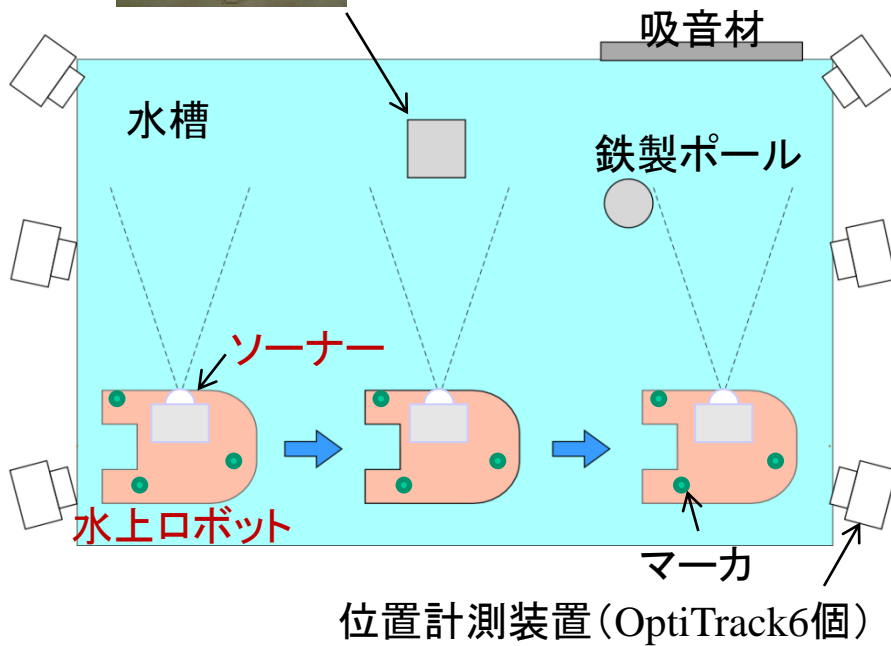 吸音材
水槽
鉄製ポール
ソーナー
水上ロボット
マーカ
位置計測装置（OptiTrack6個）